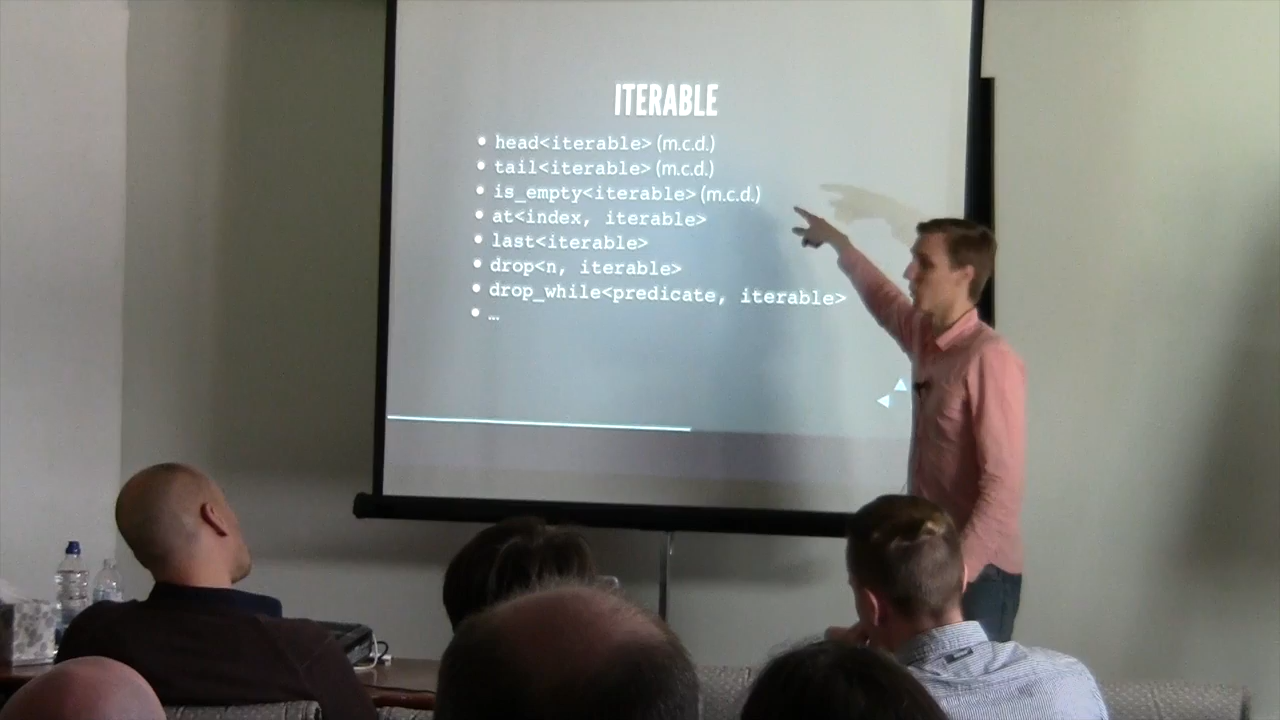 ITERABLE
• head<iterable> (m.c.d.)
• tail<iterable> (m.c.d.)
• is_empty<iterable> (m.c.d.)
• at<index, iterable>
• last<iterable>
• drop<n, iterable>
• drop_while<predicate, iterable>
• …